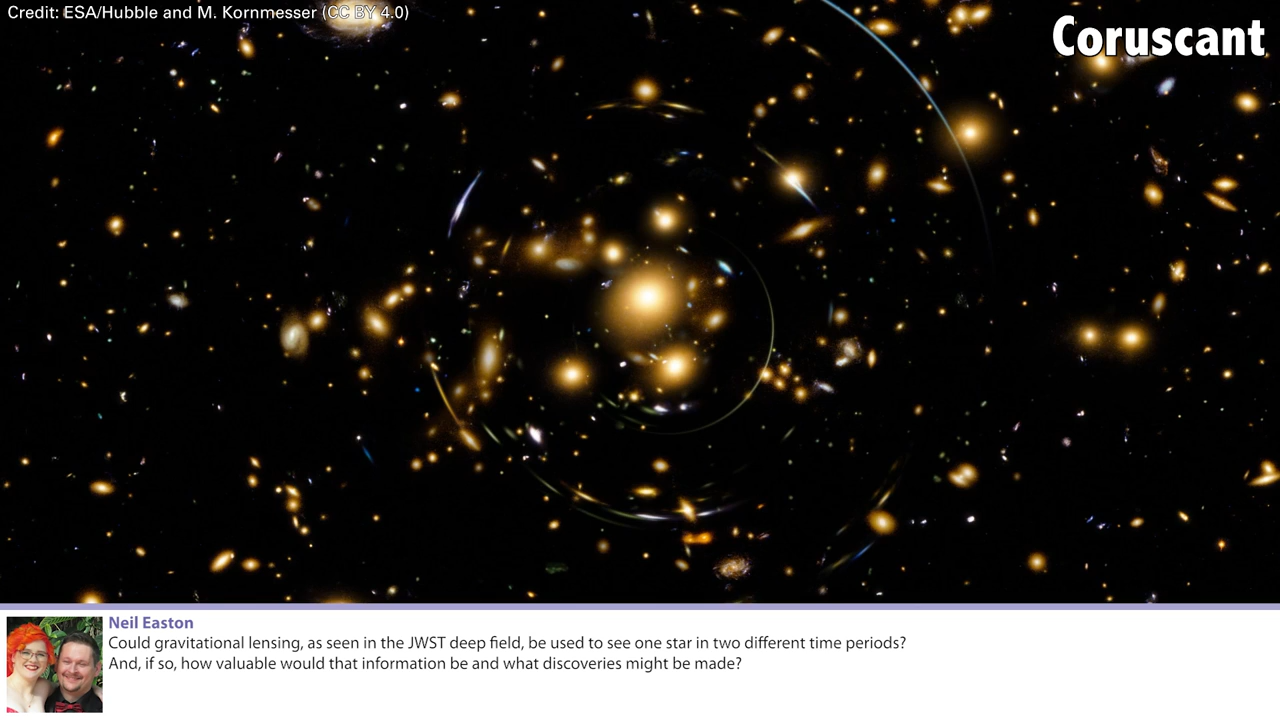 Credit: ESA/Hubble and M. Kornmesser (CC BY 4.0)
Coruscant
Neil Easton
Could gravitational lensing, as seen in the JWST deep field, be used to see one star in two different time periods?
And, if so, how valuable would that information be and what discoveries might be made?